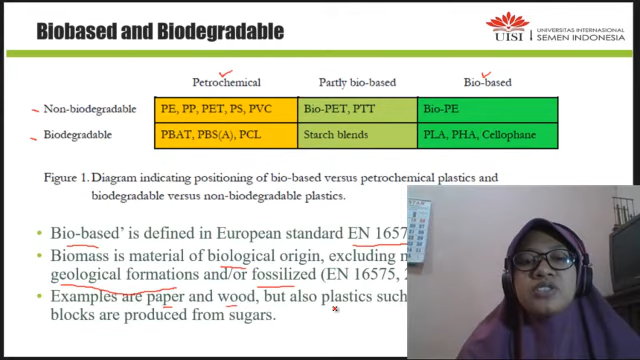 Biobased and Biodegradable
UISI
UNIVERSITAS INTERNASIONAL
SEMEN INDONESIA
Petrochemical
Partly bio-based
Bio-based
Non-biodegradable
PE, PP, PET, PS, PVC
Bio-PET, PTT
Bio-PE
Biodegradable
PBAT, PBS(A), PCL
Starch blends
PLA, PHA, Cellophane
Figure 1. Diagram indicating positioning of bio-based versus petrochemical plastics and
biodegradable versus non-biodegradable plastics.
• Bio-based’ is defined in European standard EN 1657
• Biomass is material of biological origin, excluding
geological formations and/or fossilized (EN 16575,
• Examples are paper and wood, but also plastics such
blocks are produced from sugars.